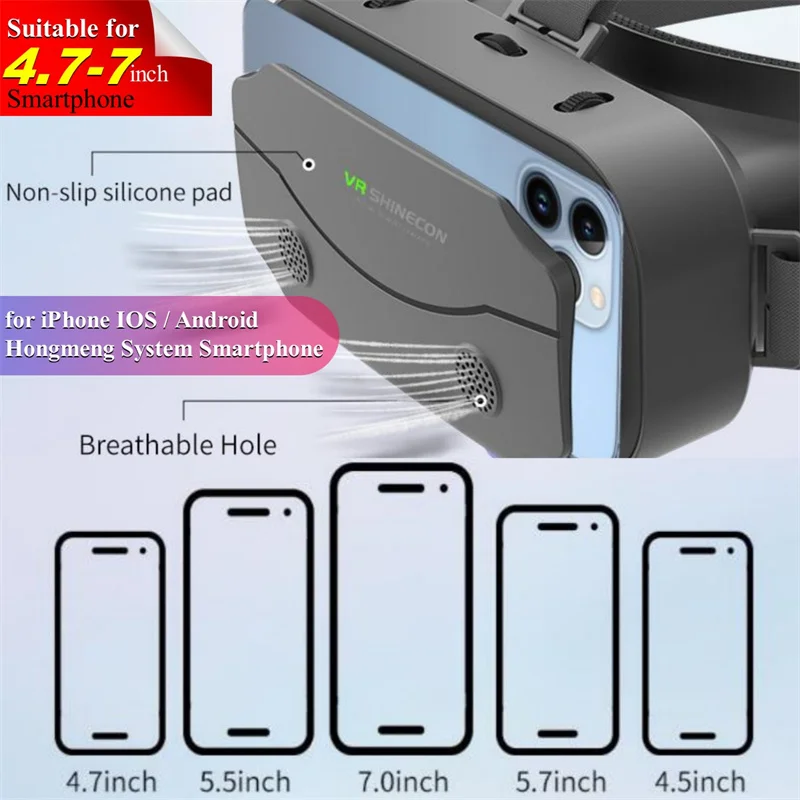 Suitable for
4.7-7inch
Smartphone
Non-slip silicone pad
VR SHINECON
for iPhone IOS / Android
Hongmeng System Smartphone
Breathable Hole
4.7inch
5.5inch
7.0inch
5.7inch
4.5inch